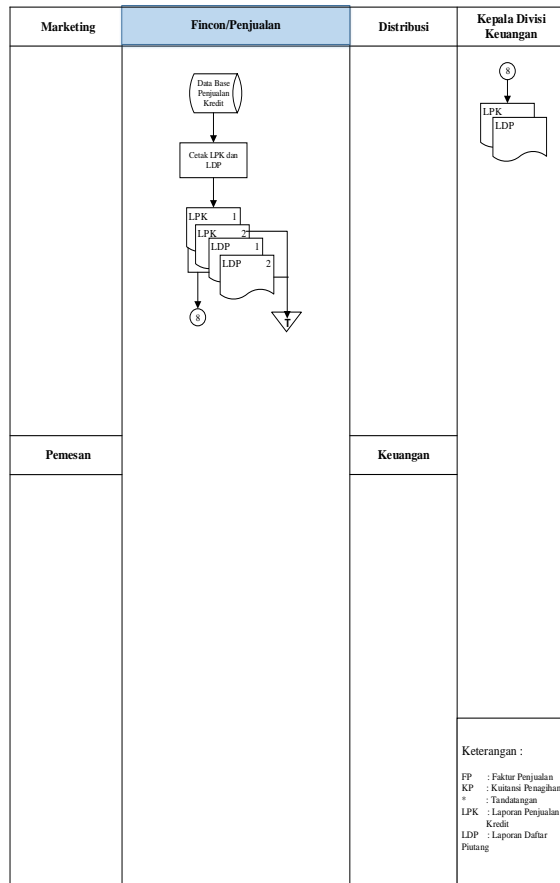 Marketing
Fincon/Penjualan
Distribusi
Kepala Divisi
Keuangan
Data Base
Penjualan
Kredit
Cetak LPK dan
LDP
LPK 1
LPK 2
LDP 1
LDP 2
8
T
8
LPK
LDP
Pemesan
Keuangan
Keterangan :
FP : Faktur Penjualan
KP : Kuitansi Penagihan
* : Tandatangan
LPK : Laporan Penjualan
Kredit
LDP : Laporan Daftar
Piutang